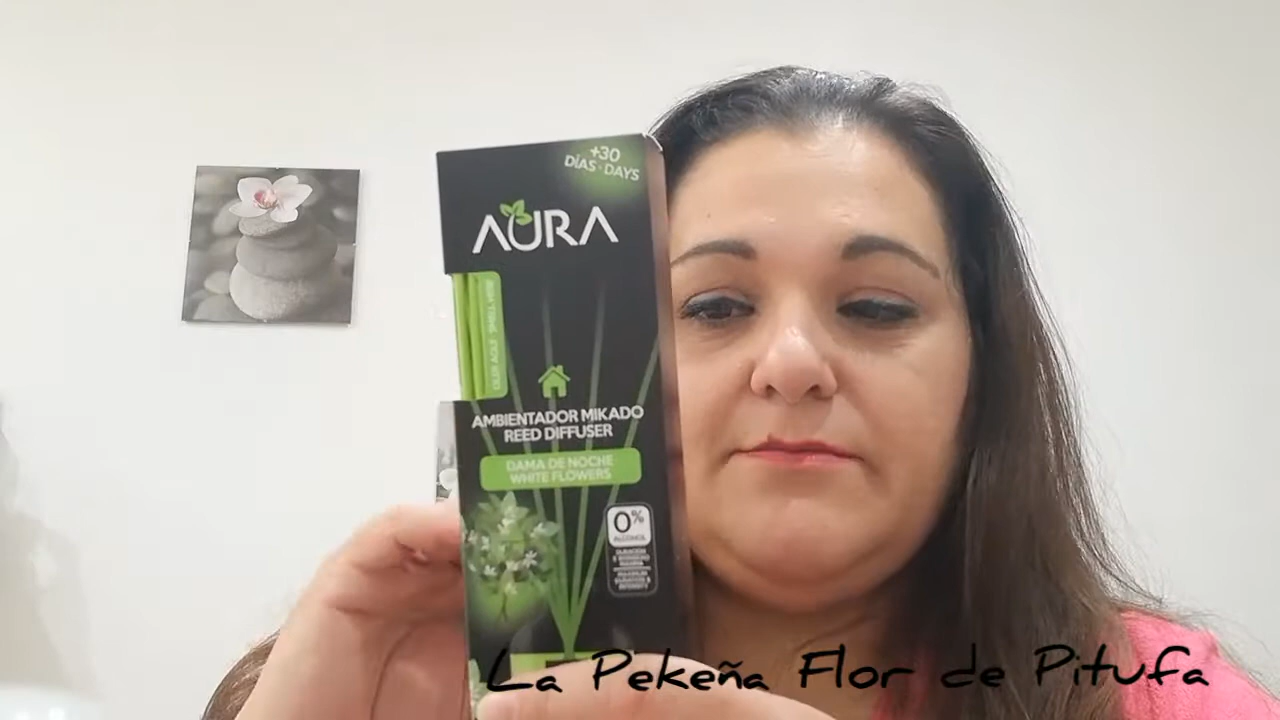 +30
DÍAS · DAYS
AURA
AMBIENTADOR MIKADO
REED DIFFUSER
DAMA DE NOCHE
WHITE FLOWERS
0%
ALCOHOL
La Pekeña Flor de Pitufa